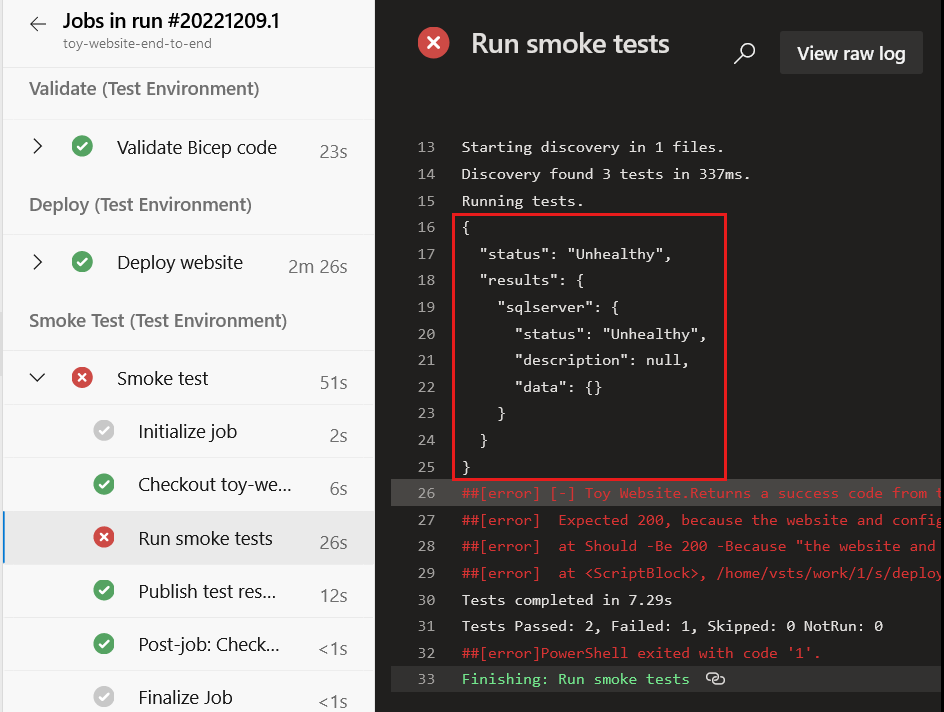 Jobs in run #20221209.1
toy-website-end-to-end
Validate (Test Environment)
Validate Bicep code 23s
Deploy (Test Environment)
Deploy website 2m 26s
Smoke Test (Test Environment)
Smoke test 51s
Initialize job 2s
Checkout toy-we... 6s
Run smoke tests 26s
Publish test res... 12s
Post-job: Check... <1s
Finalize Job <1s
Run smoke tests
View raw log
13 Starting discovery in 1 files.
14 Discovery found 3 tests in 337ms.
15 Running tests.
16 {
17 "status": "Unhealthy",
18 "results": {
19 "sqlserver": {
20 "status": "Unhealthy",
21 "description": null,
22 "data": {}
23 }
24 }
25 }
26 ##[error] [-] Toy Website.Returns a success code from
27 ##[error] Expected 200, because the website and config
28 ##[error] at Should -Be 200 -Because "the website and
29 ##[error] at <ScriptBlock>, /home/vsts/work/1/s/deploy
30 Tests completed in 7.29s
31 Tests Passed: 2, Failed: 1, Skipped: 0 NotRun: 0
32 ##[error]PowerShell exited with code '1'.
33 Finishing: Run smoke tests